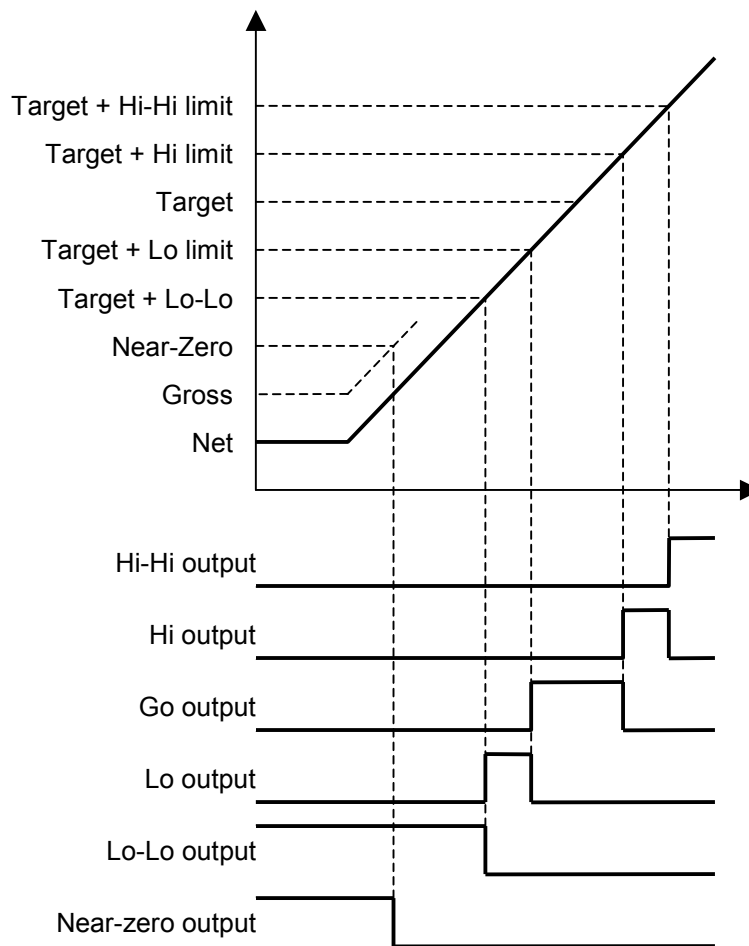 Target + Hi-Hi limit
Target + Hi limit
Target
Target + Lo limit
Target + Lo-Lo
Near-Zero
Gross
Net
Hi-Hi output
Hi output
Go output
Lo output
Lo-Lo output
Near-zero output